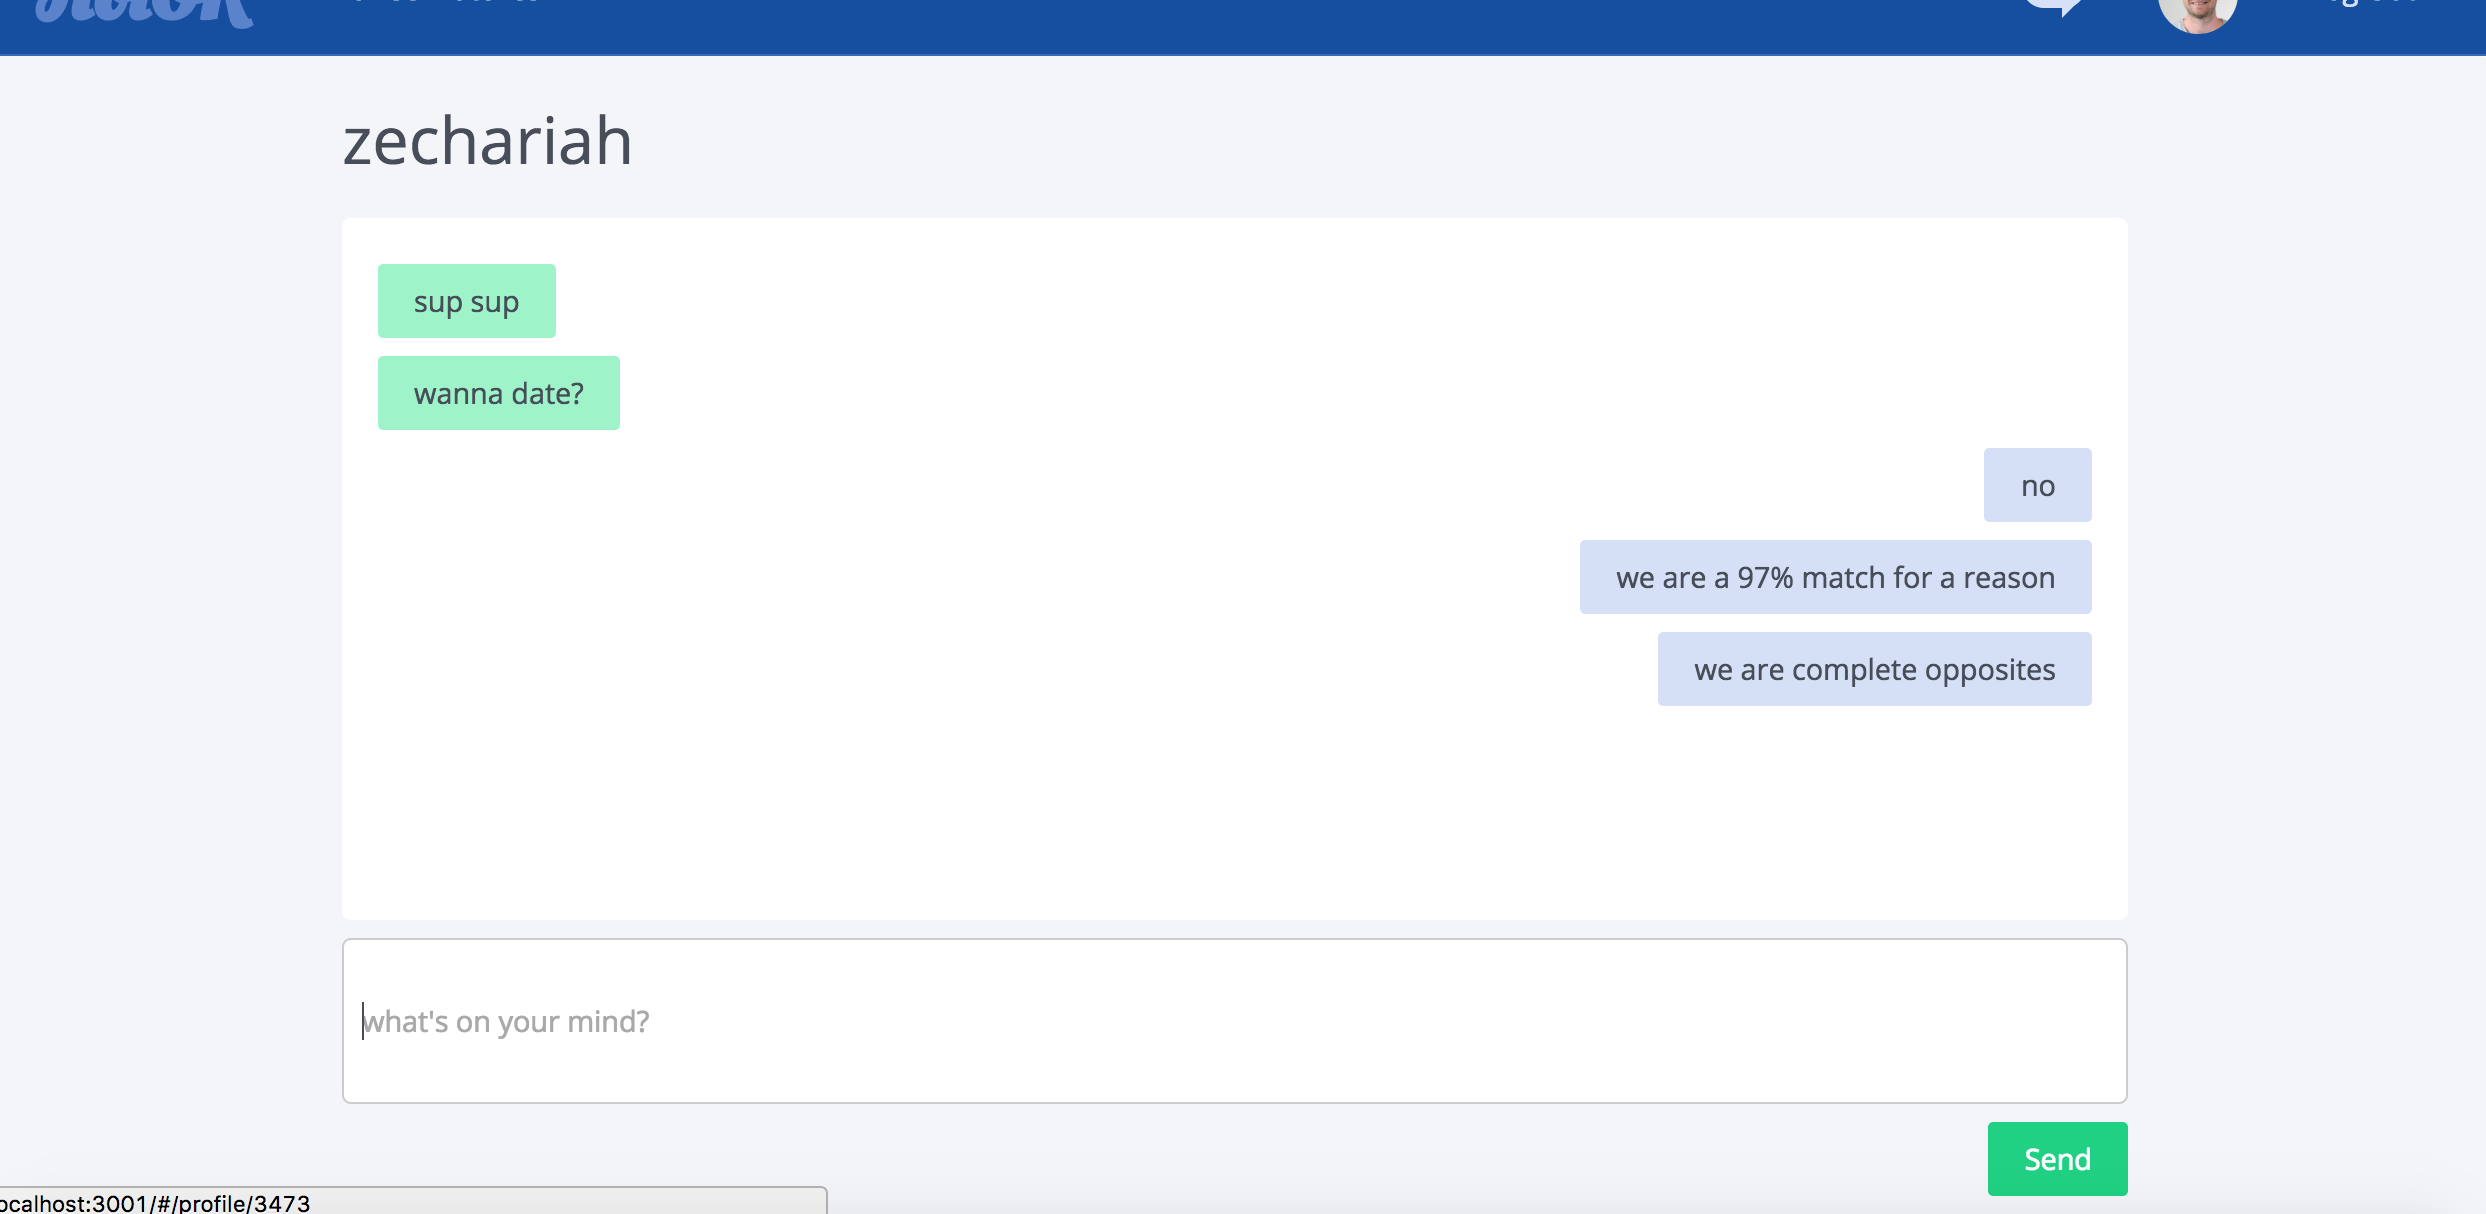 zechariah
sup sup
wanna date?
no
we are a 97% match for a reason
we are complete opposites
what's on your mind?
Send
ocalhost:3001/#/profile/3473